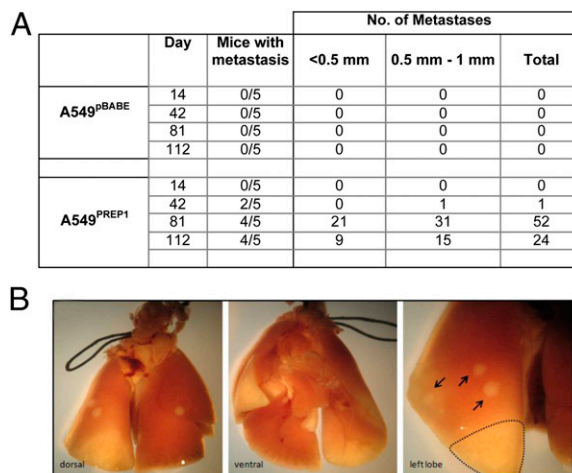 A
No. of Metastases
Day Mice with metastasis <0.5 mm 0.5 mm - 1 mm Total
A549pBABE
14 0/5 0 0 0
42 0/5 0 0 0
81 0/5 0 0 0
112 0/5 0 0 0
A549PREP1
14 0/5 0 0 0
42 2/5 0 1 1
81 4/5 21 31 52
112 4/5 9 15 24
B
dorsal
ventral
left lobe